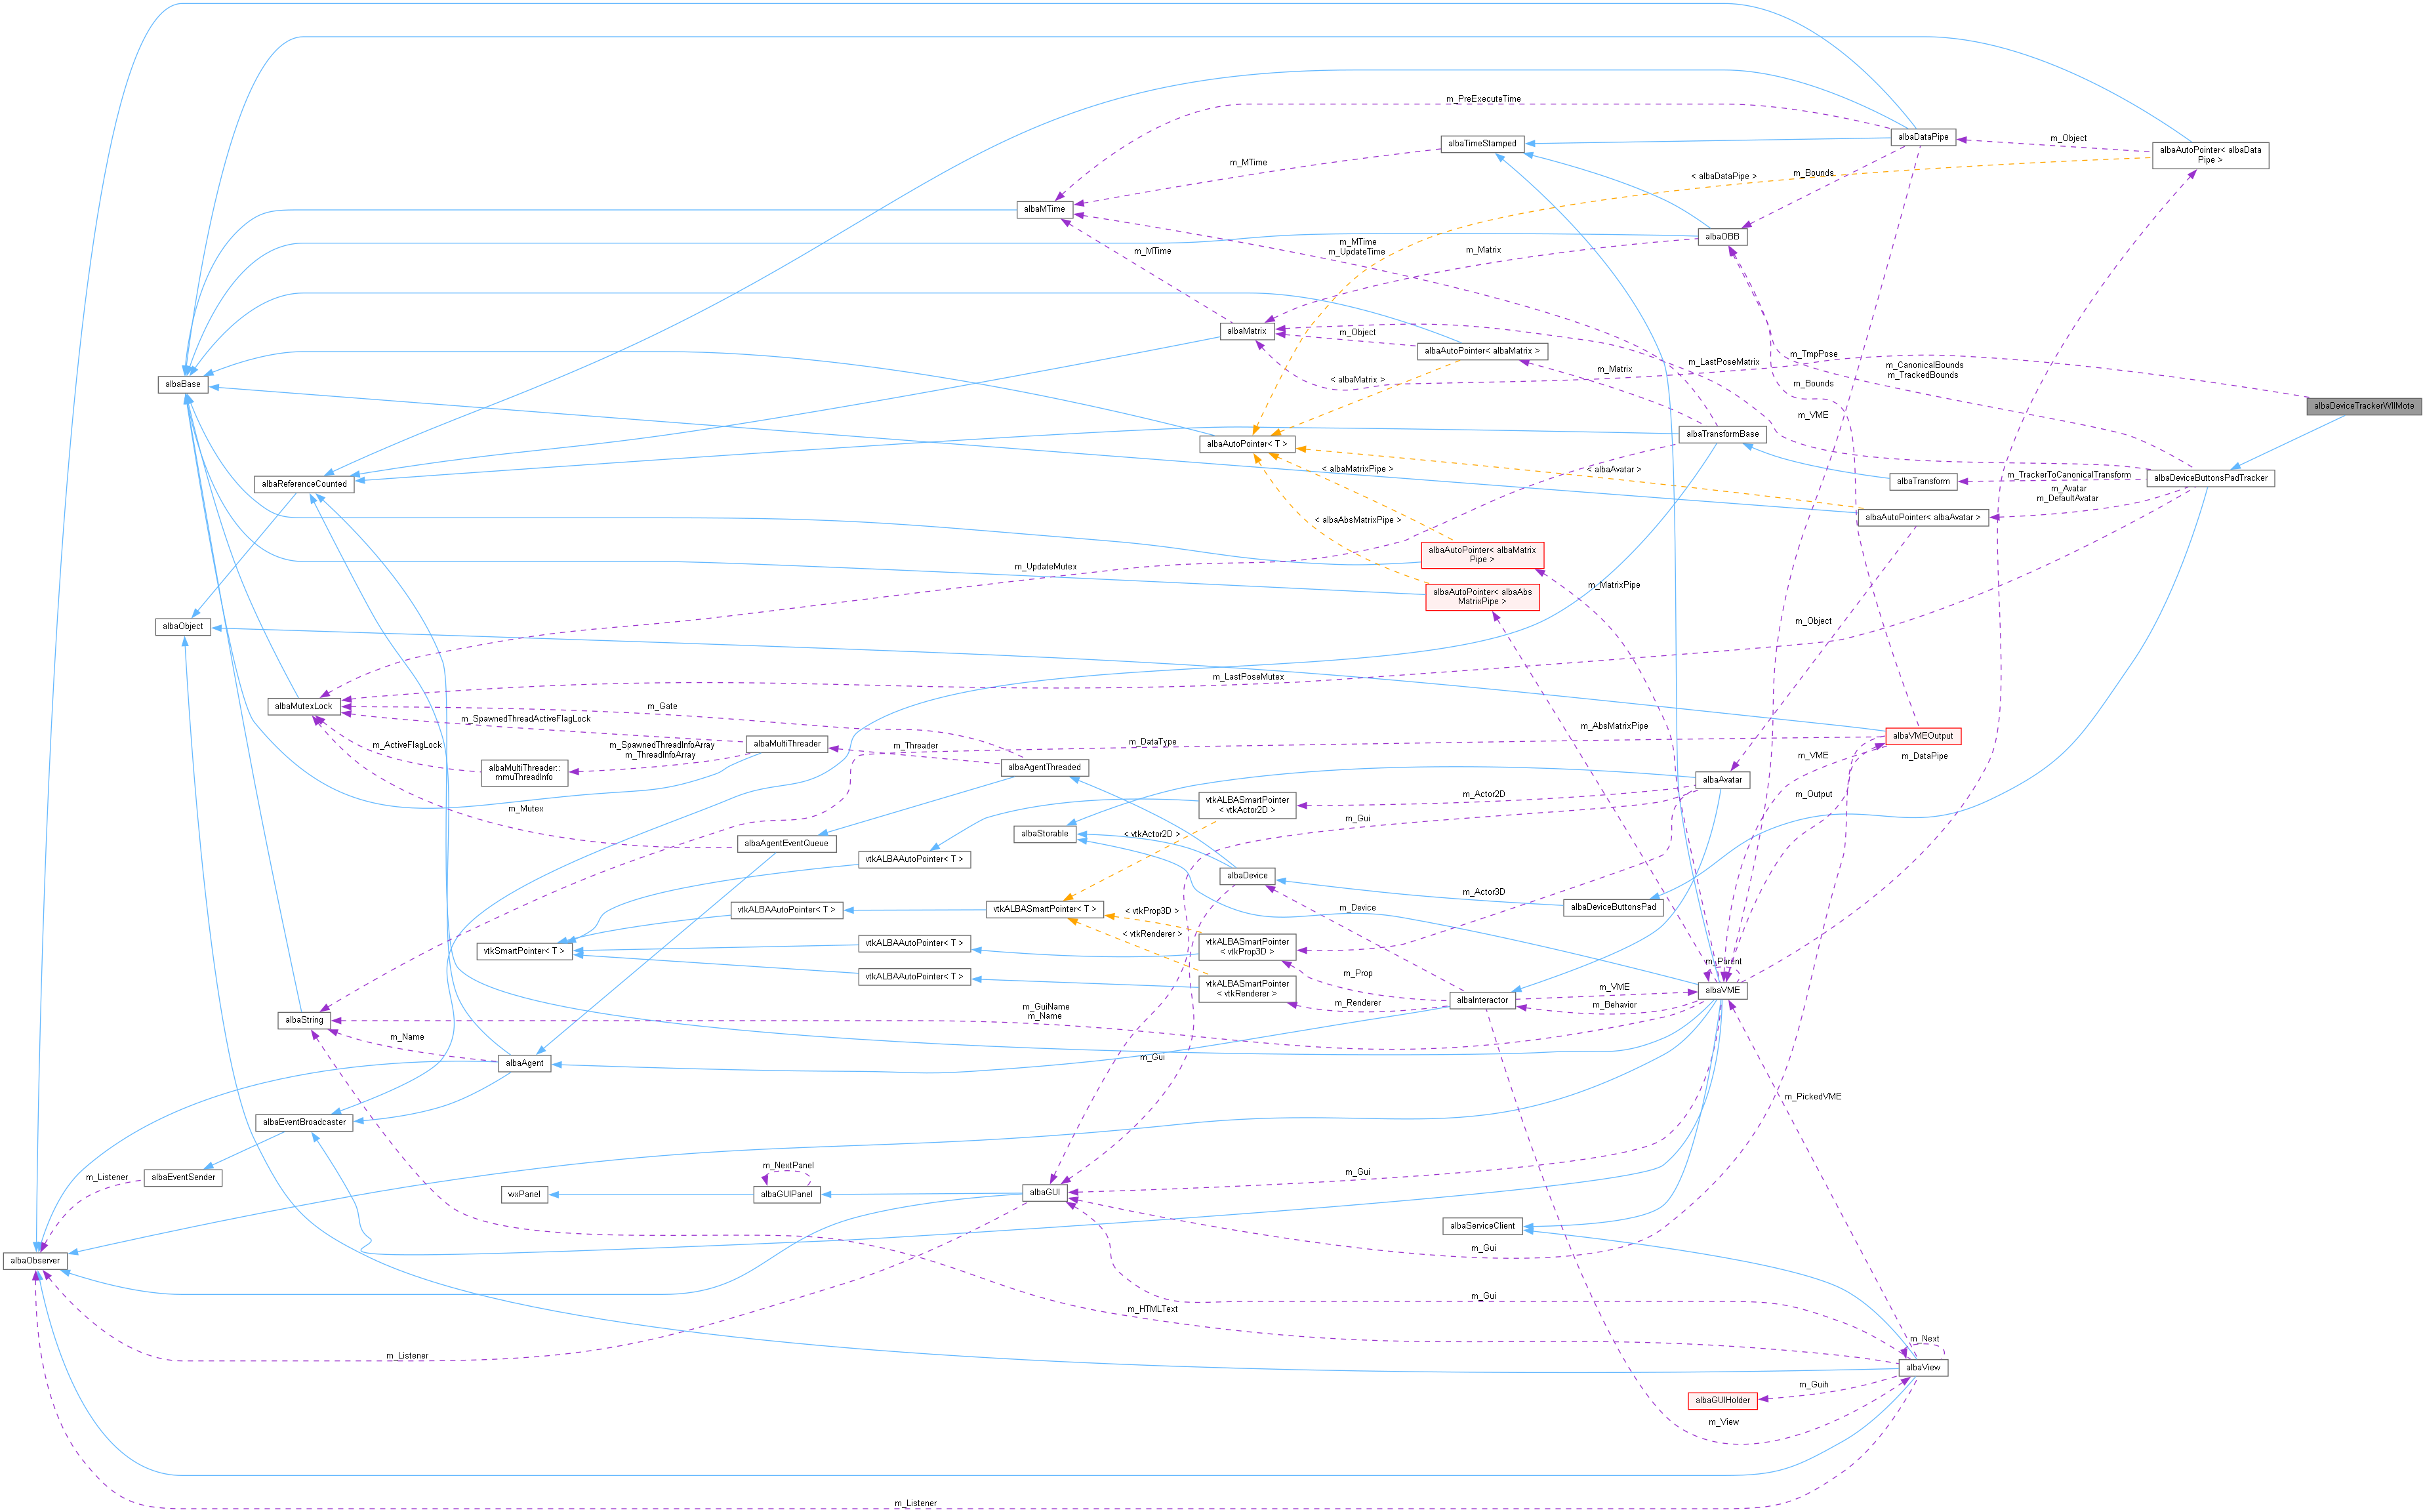 m_PreExecuteTime
albaDataPipe
m_Object
albaTimeStamped
albaAutoPointer< albaData
Pipe >
m_MTime
< albaDataPipe >
m_Bounds
albaMTime
albaOBB
m_MTime
m_UpdateTime
m_MTime
m_Matrix
albaMatrix
m_Object
albaAutoPointer< albaMatrix >
m_TmpPose
m_LastPoseMatrix
m_CanonicalBounds
m_TrackedBounds
m_Matrix
< albaMatrix >
albaBase
m_Bounds
albaDeviceTrackerWIIMote
m_VME
albaTransformBase
albaAutoPointer< T >
< albaMatrixPipe >
< albaAvatar >
m_TrackerToCanonicalTransform
albaDeviceButtonsPadTracker
albaReferenceCounted
albaTransform
m_Avatar
m_DefaultAvatar
albaAutoPointer< albaAvatar >
< albaAbsMatrixPipe >
albaAutoPointer< albaMatrix
Pipe >
m_UpdateMutex
m_MatrixPipe
albaAutoPointer< albaAbs
MatrixPipe >
albaObject
m_Object
m_LastPoseMutex
albaMutexLock
m_Gate
m_SpawnedThreadActiveFlagLock
m_AbsMatrixPipe
albaVMEOutput
m_ActiveFlagLock
m_SpawnedThreadInfoArray
m_ThreadInfoArray
albaMultiThreader
m_Threader
m_DataType
m_VME
m_DataPipe
albaMultiThreader::
mmuThreadInfo
albaAgentThreaded
albaAvatar
m_Mutex
m_Actor2D
m_Output
vtkALBASmartPointer
< vtkActor2D >
m_Gui
albaStorable
< vtkActor2D >
albaAgentEventQueue
vtkALBAAutoPointer< T >
albaDevice
m_Actor3D
albaDeviceButtonsPad
vtkALBAAutoPointer< T >
vtkALBASmartPointer< T >
< vtkProp3D >
m_Device
< vtkRenderer >
vtkSmartPointer< T >
vtkALBAAutoPointer< T >
vtkALBASmartPointer
< vtkProp3D >
m_Parent
vtkALBAAutoPointer< T >
m_Prop
vtkALBASmartPointer
< vtkRenderer >
m_VME
albaVME
m_GuiName
m_Name
m_Renderer
albaInteractor
m_Behavior
albaString
m_Name
m_Gui
albaAgent
m_PickedVME
albaEventBroadcaster
m_Listener
albaEventSender
m_NextPanel
m_Gui
wxPanel
albaGUIPanel
albaGUI
albaServiceClient
m_Gui
albaObserver
m_Gui
m_HTMLText
m_Next
m_Listener
albaView
m_Guih
albaGUIHolder
m_View
m_Listener